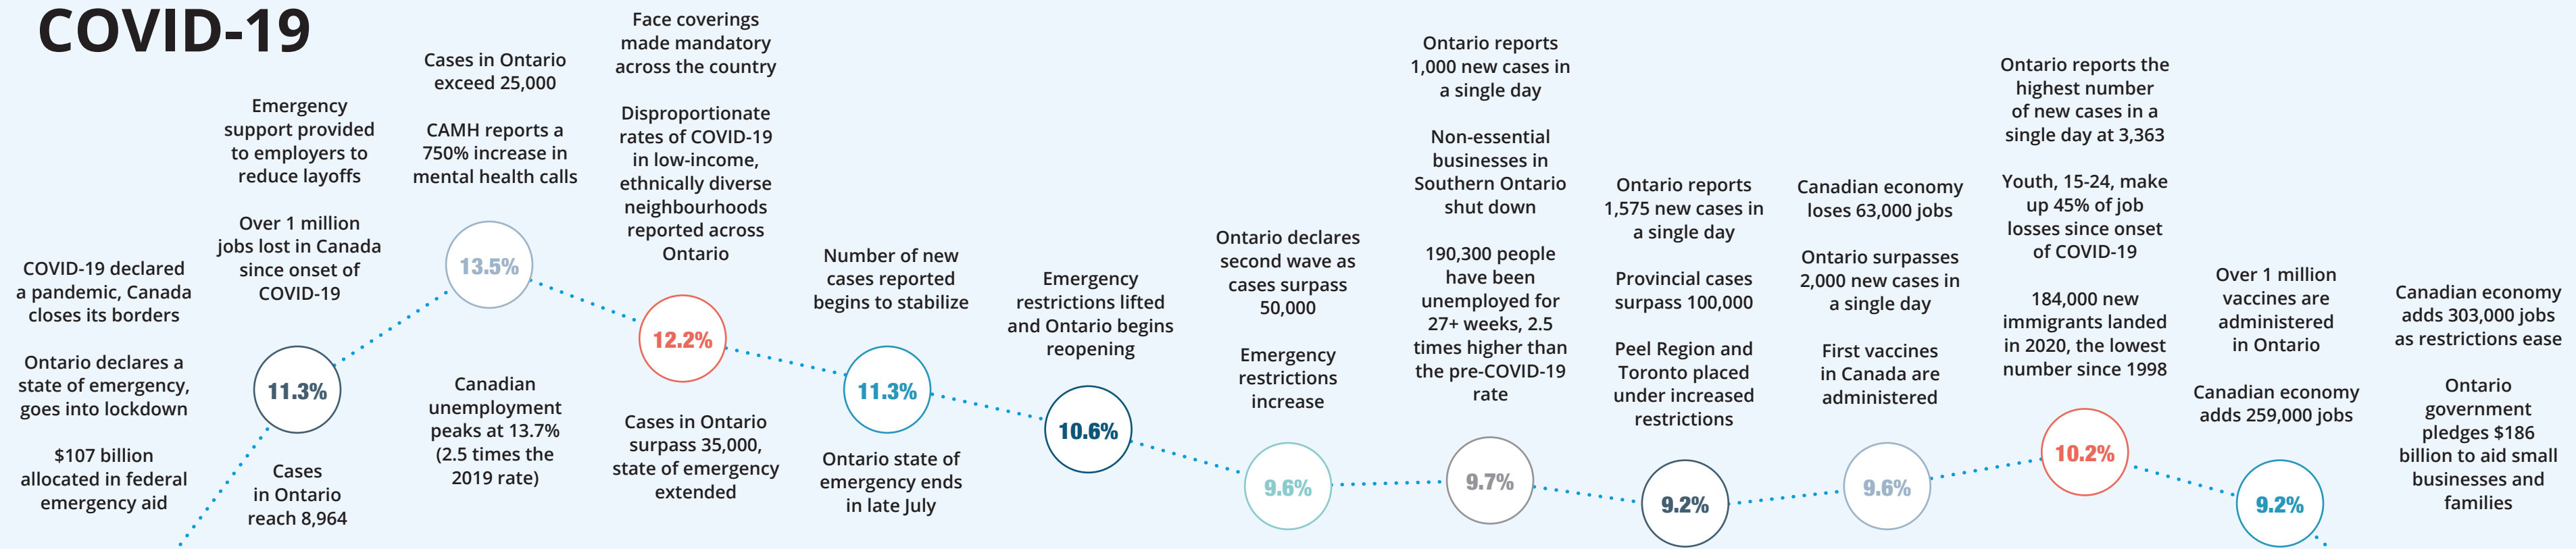 COVID-19
COVID-19 declared
a pandemic, Canada
closes its borders
Ontario declares a
state of emergency,
goes into lockdown
$107 billion
allocated in federal
emergency aid
Emergency
support provided
to employers to
reduce layoffs
Over 1 million
jobs lost in Canada
since onset of
COVID-19
11.3%
Cases
in Ontario
reach 8,964
Cases in Ontario
exceed 25,000
CAMH reports a
750% increase in
mental health calls
13.5%
Canadian
unemployment
peaks at 13.7%
(2.5 times the
2019 rate)
Face coverings
made mandatory
across the country
Disproportionate
rates of COVID-19
in low-income,
ethnically diverse
neighbourhoods
reported across
Ontario
12.2%
Cases in Ontario
surpass 35,000,
state of emergency
extended
Number of new
cases reported
begins to stabilize
11.3%
Ontario state of
emergency ends
in late July
Emergency
restrictions lifted
and Ontario begins
reopening
10.6%
Ontario declares
second wave as
cases surpass
50,000
Emergency
restrictions
increase
9.6%
Ontario reports
1,000 new cases in
a single day
Non-essential
businesses in
Southern Ontario
shut down
190,300 people
have been
unemployed for
27+ weeks, 2.5
times higher than
the pre-COVID-19
rate
9.7%
Ontario reports
1,575 new cases in
a single day
Provincial cases
surpass 100,000
Peel Region and
Toronto placed
under increased
restrictions
9.2%
Canadian economy
loses 63,000 jobs
Ontario surpasses
2,000 new cases in
a single day
First vaccines
in Canada are
administered
9.6%
Ontario reports the
highest number
of new cases in a
single day at 3,363
Youth, 15-24, make
up 45% of job
losses since onset
of COVID-19
184,000 new
immigrants landed
in 2020, the lowest
number since 1998
10.2%
Over 1 million
vaccines are
administered
in Ontario
Canadian economy
adds 259,000 jobs
9.2%
Canadian economy
adds 303,000 jobs
as restrictions ease
Ontario
government
pledges $186
billion to aid small
businesses and
families